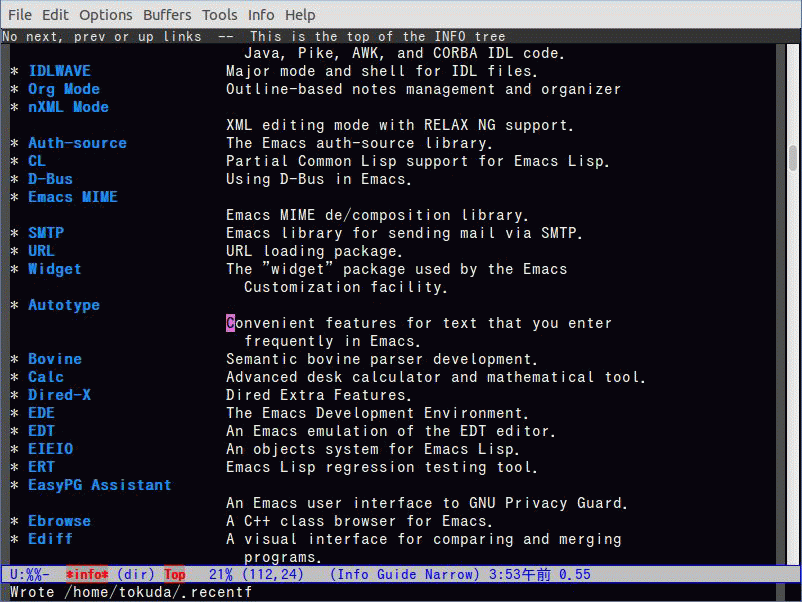 File Edit Options Buffers Tools Info Help
No next, prev or up links -- This is the top of the INFO tree
Java, Pike, AWK, and CORBA IDL code.
* IDLWAVE Major mode and shell for IDL files.
* Org Mode Outline-based notes management and organizer
* nXML Mode
XML editing mode with RELAX NG support.
* Auth-source The Emacs auth-source library.
* CL Partial Common Lisp support for Emacs Lisp.
* D-Bus Using D-Bus in Emacs.
* Emacs MIME
Emacs MIME de/composition library.
* SMTP Emacs library for sending mail via SMTP.
* URL URL loading package.
* Widget The "widget" package used by the Emacs
Customization facility.
* Autotype
Convenient features for text that you enter
frequently in Emacs.
* Bovine Semantic bovine parser development.
* Calc Advanced desk calculator and mathematical tool.
* Dired-X Dired Extra Features.
* EDE The Emacs Development Environment.
* EDT An Emacs emulation of the EDT editor.
* EIEIO An objects system for Emacs Lisp.
* ERT Emacs Lisp regression testing tool.
* EasyPG Assistant
An Emacs user interface to GNU Privacy Guard.
* Ebrowse A C++ class browser for Emacs.
* Ediff A visual interface for comparing and merging
programs.
U:%%- *info* (dir) Top 21% (112,24) (Info Guide Narrow) 3:53午前 0.55
Wrote /home/tokuda/.recentf